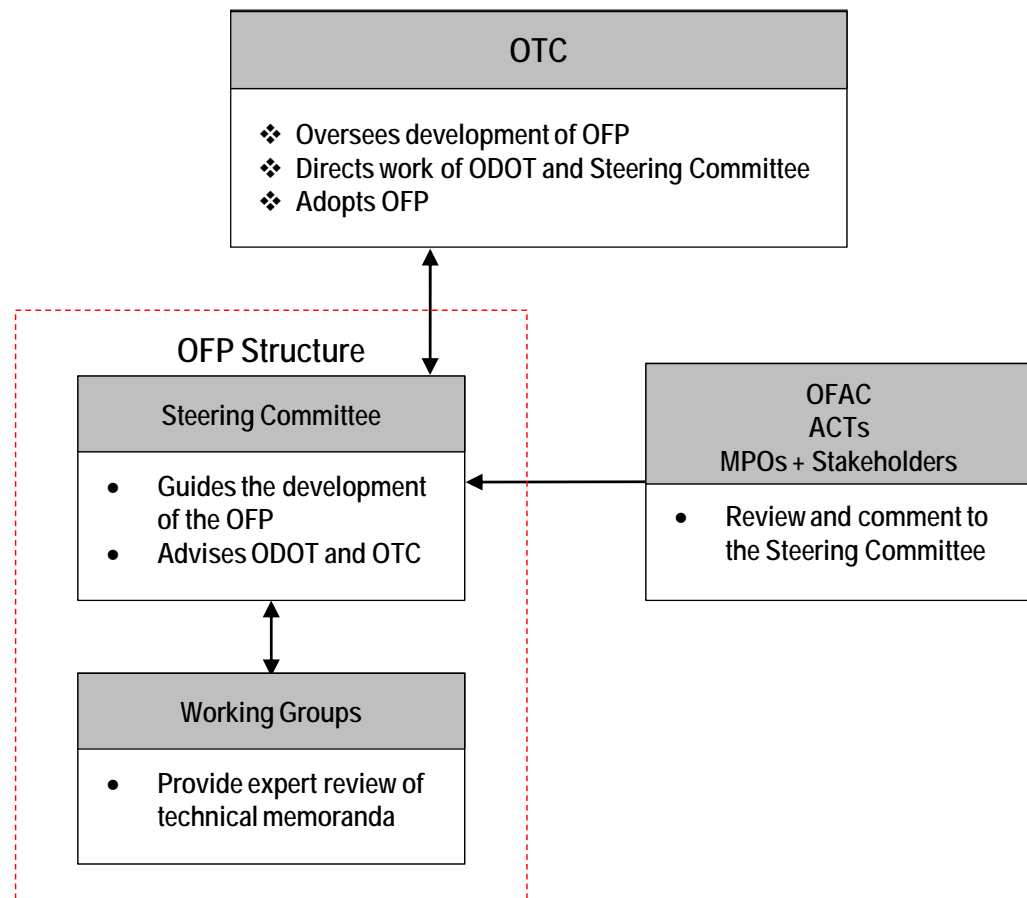 OTC
❖ Oversees development of OFP
❖ Directs work of ODOT and Steering Committee
❖ Adopts OFP
OFP Structure
Steering Committee
• Guides the development
of the OFP
• Advises ODOT and OTC
OFAC
ACTs
MPOs + Stakeholders
• Review and comment to
the Steering Committee
Working Groups
• Provide expert review of
technical memoranda